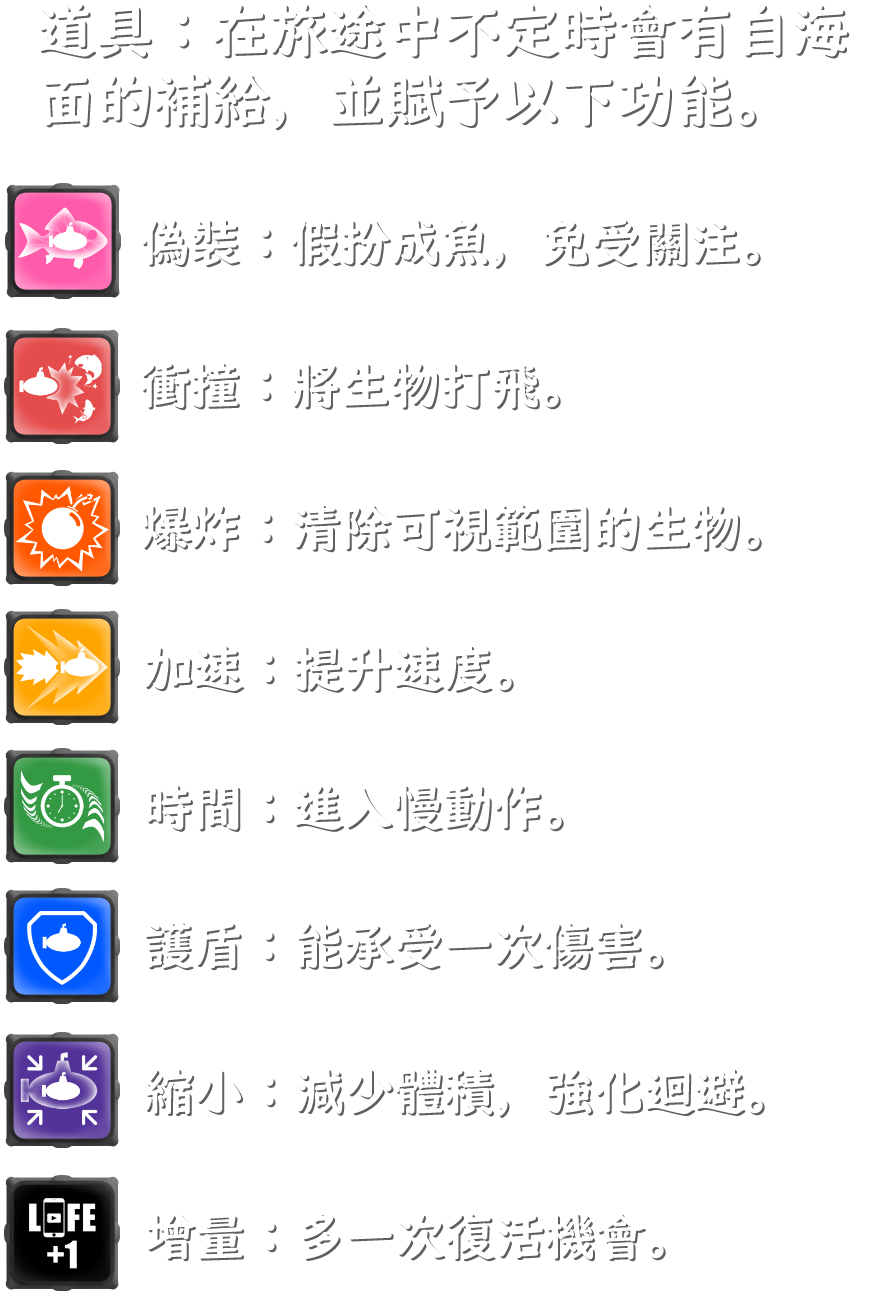 道具：在旅途中不定時會有自海
面的補給，並賦予以下功能。
偽裝：假扮成魚，免受關注。
衝撞：將生物打飛。
爆炸：清除可視範圍的生物。
加速：提升速度。
時間：進入慢動作。
護盾：能承受一次傷害。
縮小：減少體積，強化迴避。
LIFE
+1
增量：多一次復活機會。